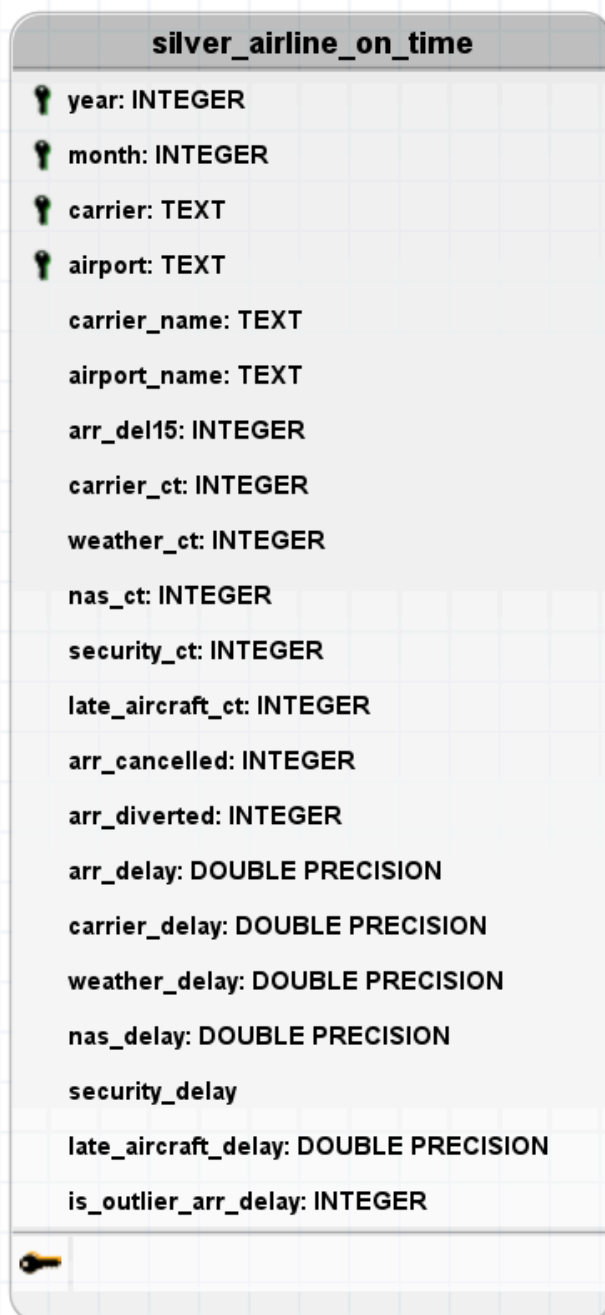 silver_airline_on_time
year: INTEGER
month: INTEGER
carrier: TEXT
airport: TEXT
carrier_name: TEXT
airport_name: TEXT
arr_del15: INTEGER
carrier_ct: INTEGER
weather_ct: INTEGER
nas_ct: INTEGER
security_ct: INTEGER
late_aircraft_ct: INTEGER
arr_cancelled: INTEGER
arr_diverted: INTEGER
arr_delay: DOUBLE PRECISION
carrier_delay: DOUBLE PRECISION
weather_delay: DOUBLE PRECISION
nas_delay: DOUBLE PRECISION
security_delay
late_aircraft_delay: DOUBLE PRECISION
is_outlier_arr_delay: INTEGER